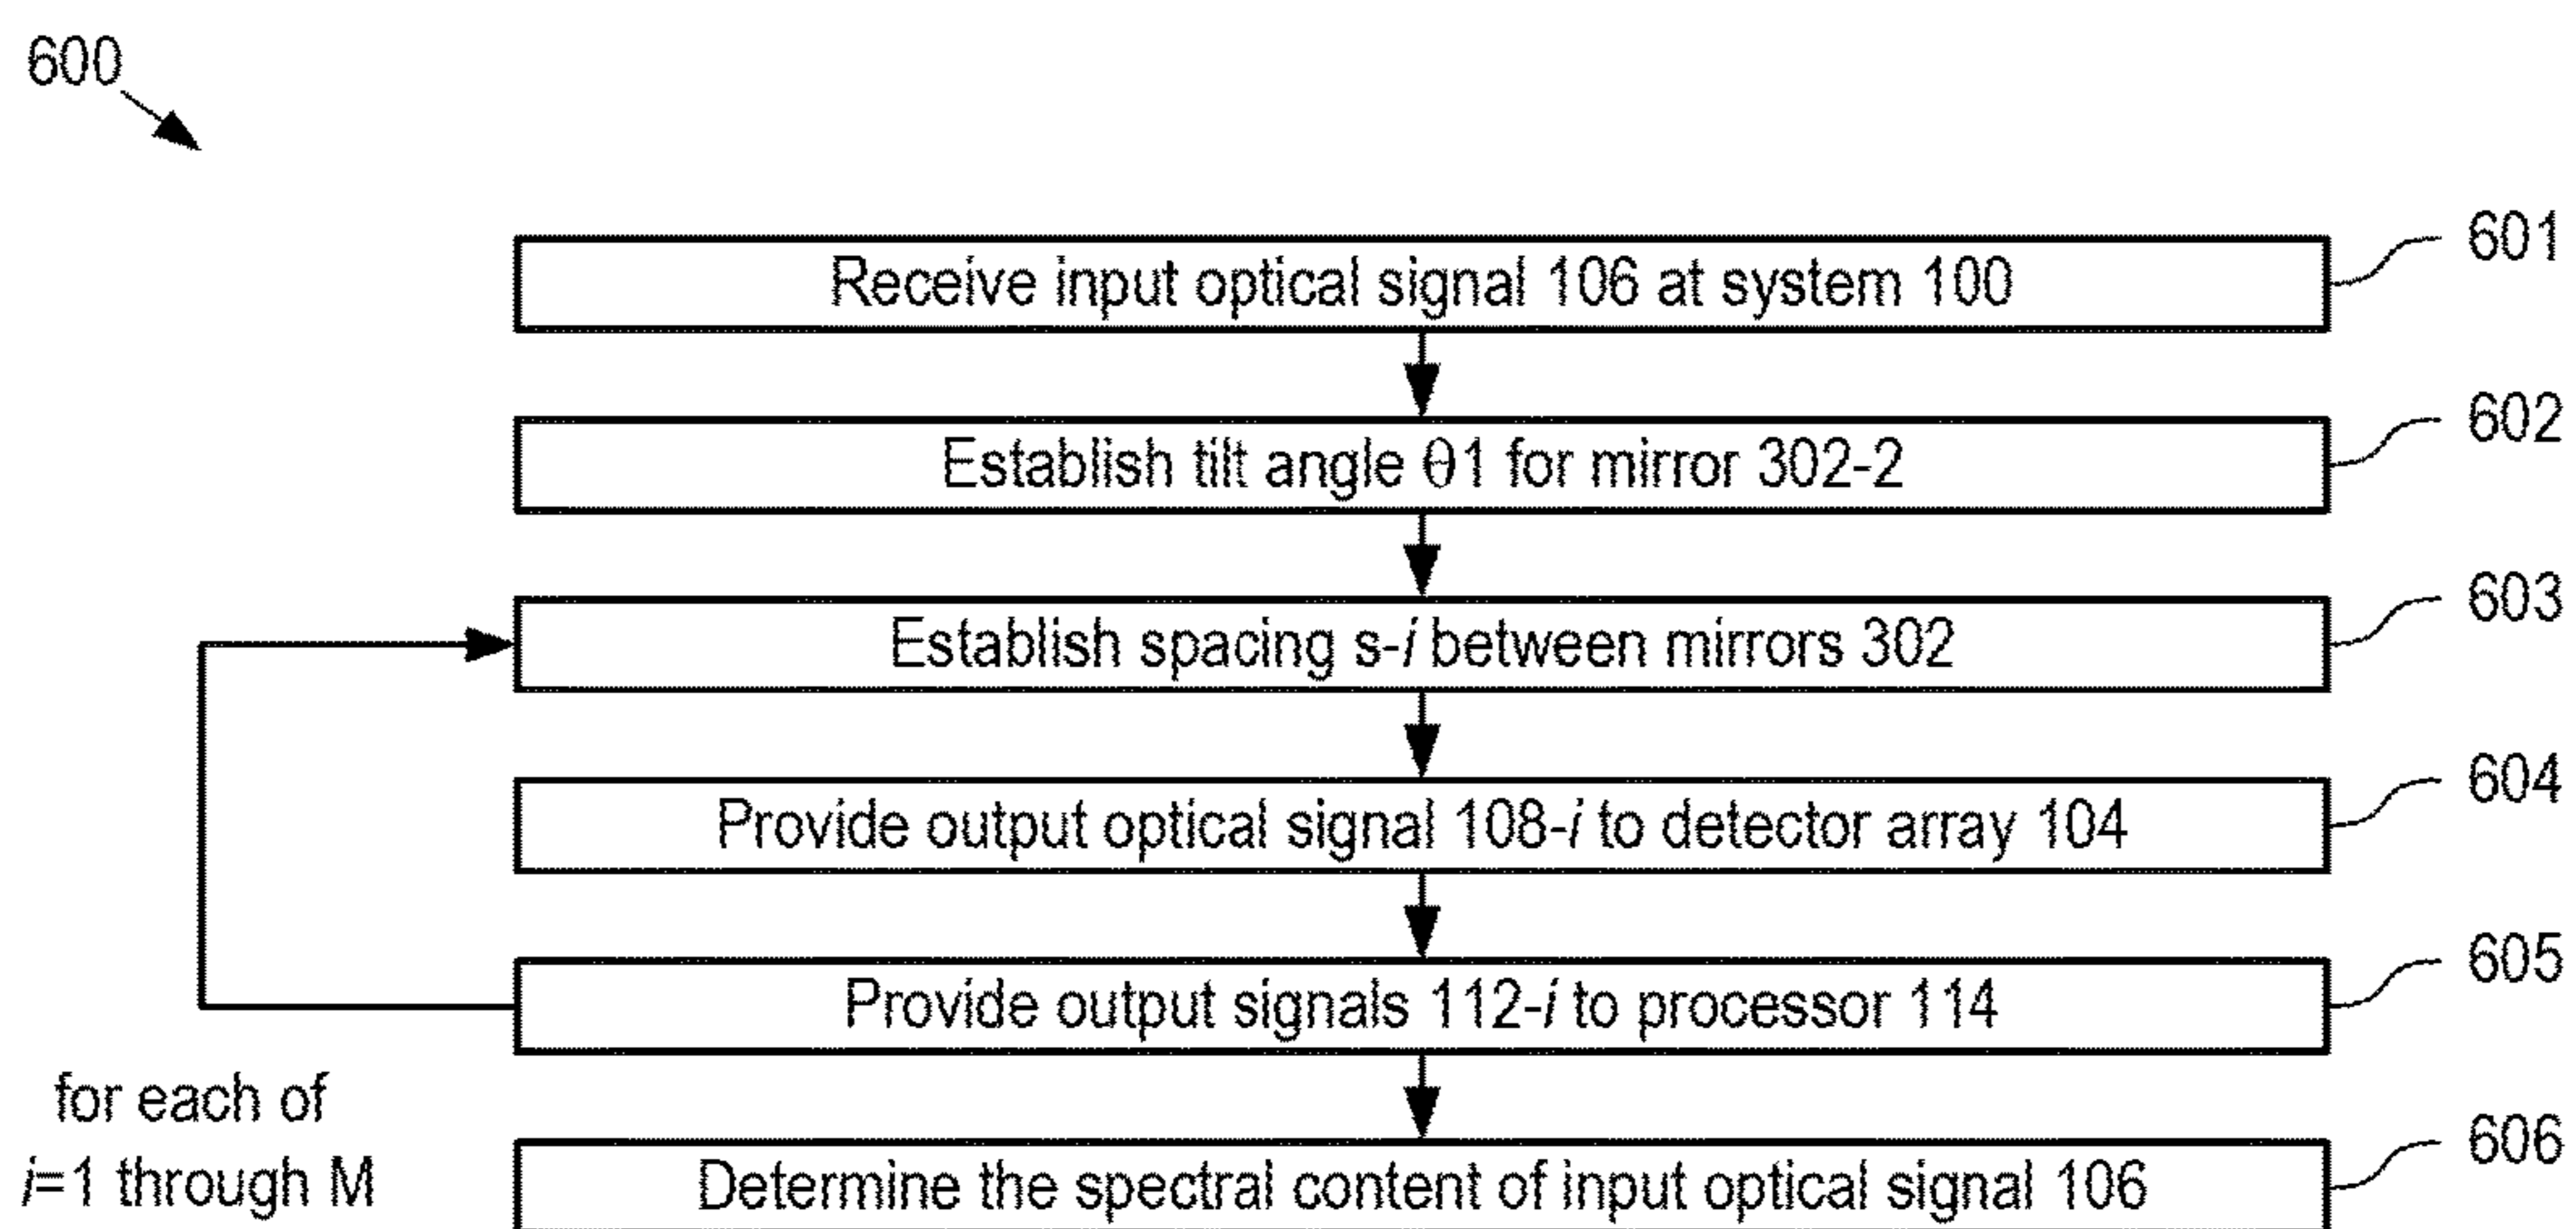 600
Receive input optical signal 106 at system 100
601
Establish tilt angle θ1 for mirror 302-2
602
Establish spacing s-i between mirrors 302
603
Provide output optical signal 108-i to detector array 104
604
Provide output signals 112-i to processor 114
605
for each of
i=1 through M
Determine the spectral content of input optical signal 106
606